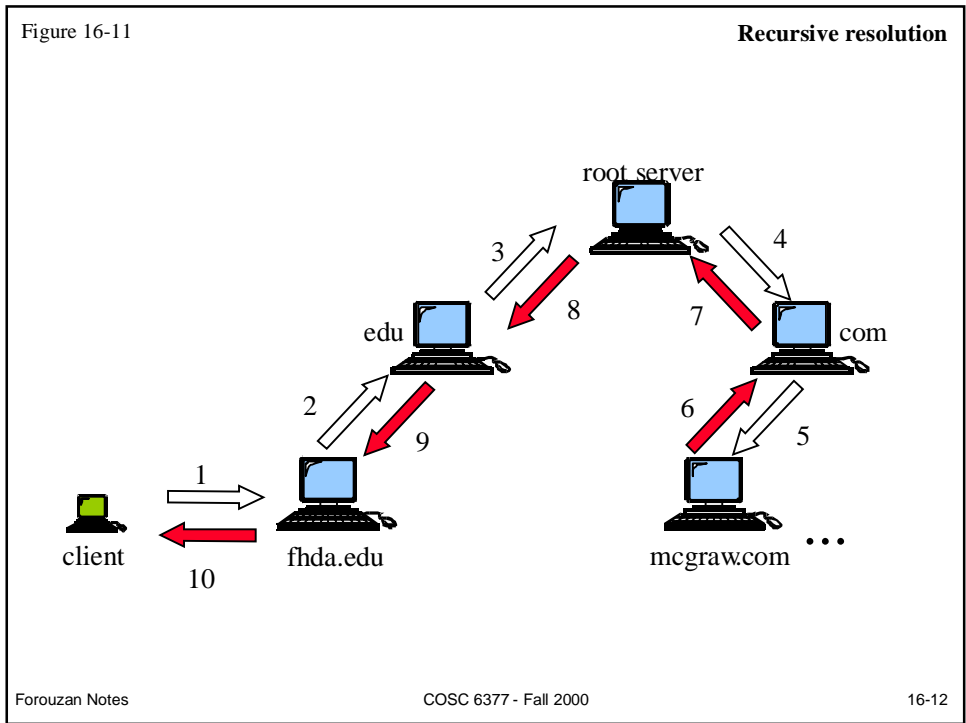 Figure 16-11
Recursive resolution
root server
3
4
8
7
edu
com
2
9
6
5
1
client
fhda.edu
mcgraw.com ...
10
Forouzan Notes
COSC 6377 - Fall 2000
16-12